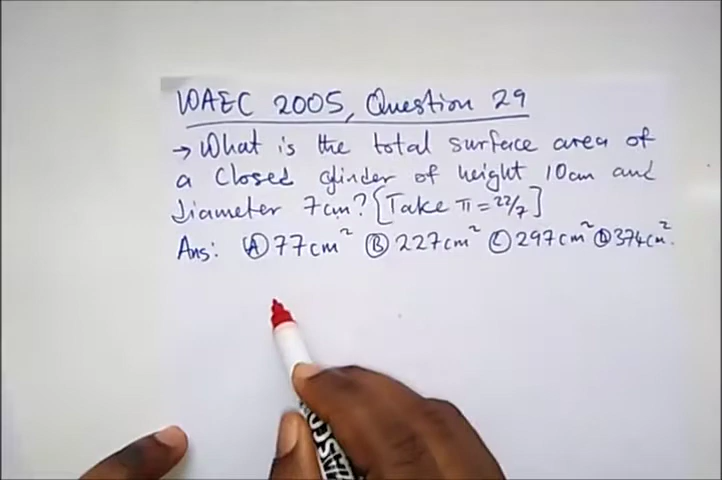 WAEC 2005, Question 29
→ What is the total surface area of
a closed cylinder of height 10cm and
diameter 7cm? [Take π = 22/7]
Ans: Ⓐ 77cm² Ⓑ 227cm² Ⓒ 297cm² Ⓓ 374cm².
MASCO